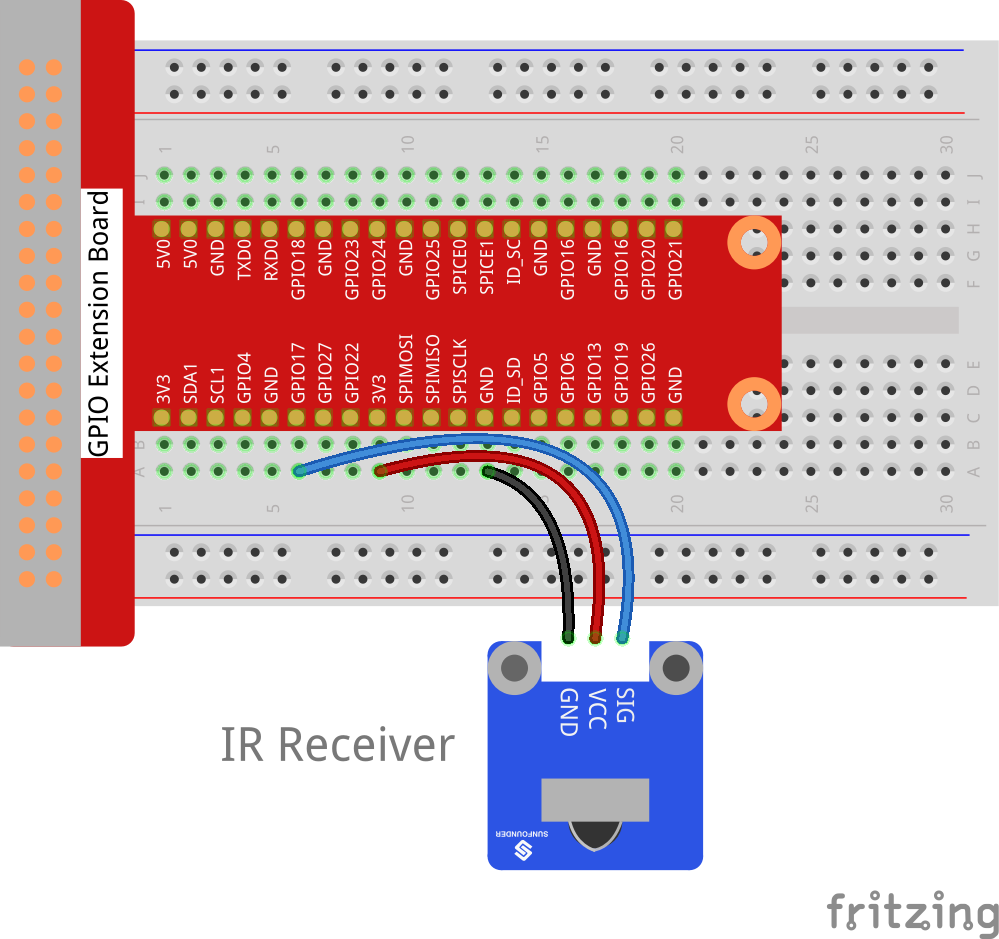 1 5 10 15 20 25 30
J J
I I
H
G
F
5V0 5V0 GND TXD0 RXD0 GPIO18 GND GPIO23 GPIO24 GND GPIO25 SPICE0 SPICE1 ID_SC GND GPIO16 GND GPIO16 GPIO20 GPIO21
GPIO Extension Board
3V3 SDA1 SCL1 GPIO4 GND GPIO17 GPIO27 GPIO22 3V3 SPIMOSI SPIMISO SPISCLK GND ID_SD GPIO5 GPIO6 GPIO13 GPIO19 GPIO26 GND
E
D
C
B B
A A
1 5 10 15 20 25 30
GND VCC SIG
IR Receiver
SUNFOUNDER
fritzing